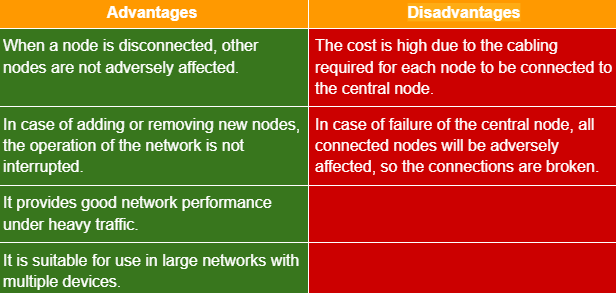 Advantages
Disadvantages
When a node is disconnected, other
nodes are not adversely affected.
The cost is high due to the cabling
required for each node to be connected to
the central node.
In case of adding or removing new nodes,
the operation of the network is not
interrupted.
In case of failure of the central node, all
connected nodes will be adversely
affected, so the connections are broken.
It provides good network performance
under heavy traffic.
It is suitable for use in large networks with
multiple devices.